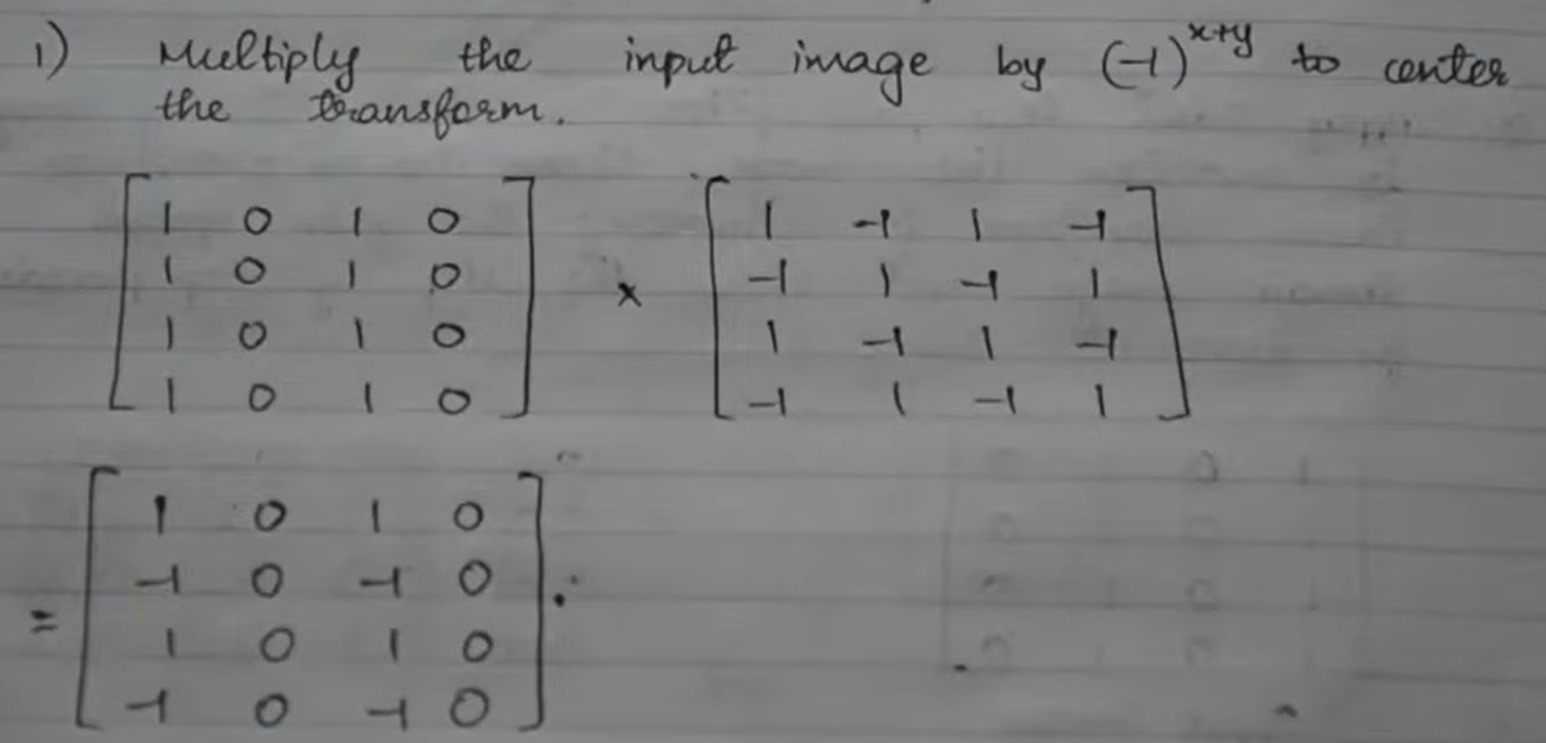 1) Multiply the input image by (-1)^{x+y} to center
the transform.
[ 1 0 1 0 ] [ 1 -1 1 -1 ]
[ 1 0 1 0 ] x [ -1 1 -1 1 ]
[ 1 0 1 0 ] [ 1 -1 1 -1 ]
[ 1 0 1 0 ] [ -1 1 -1 1 ]
[ 1 0 1 0 ]
[ -1 0 -1 0 ]
= [ 1 0 1 0 ]
[ -1 0 -1 0 ]